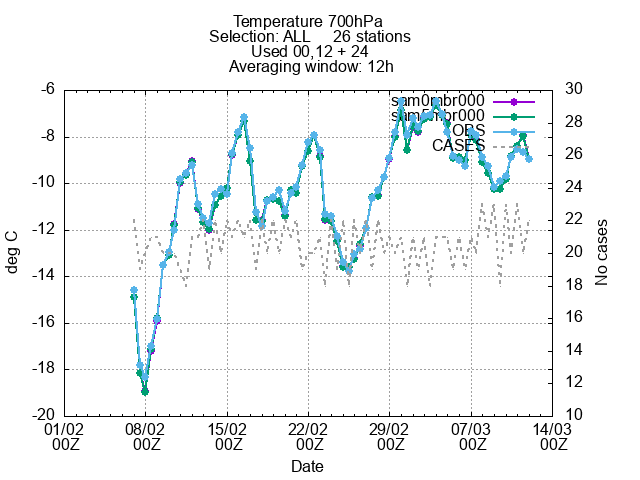 Temperature 700hPa
Selection: ALL 26 stations
Used 00,12 + 24
Averaging window: 12h
-6 30
-8 28
26
-10 24
22
-12 20
-14 18
-16 16
14
-18 12
-20 10
deg C
No cases
OBS
CASES
01/02 08/02 15/02 22/02 29/02 07/03 14/03
00Z 00Z 00Z 00Z 00Z 00Z 00Z
Date